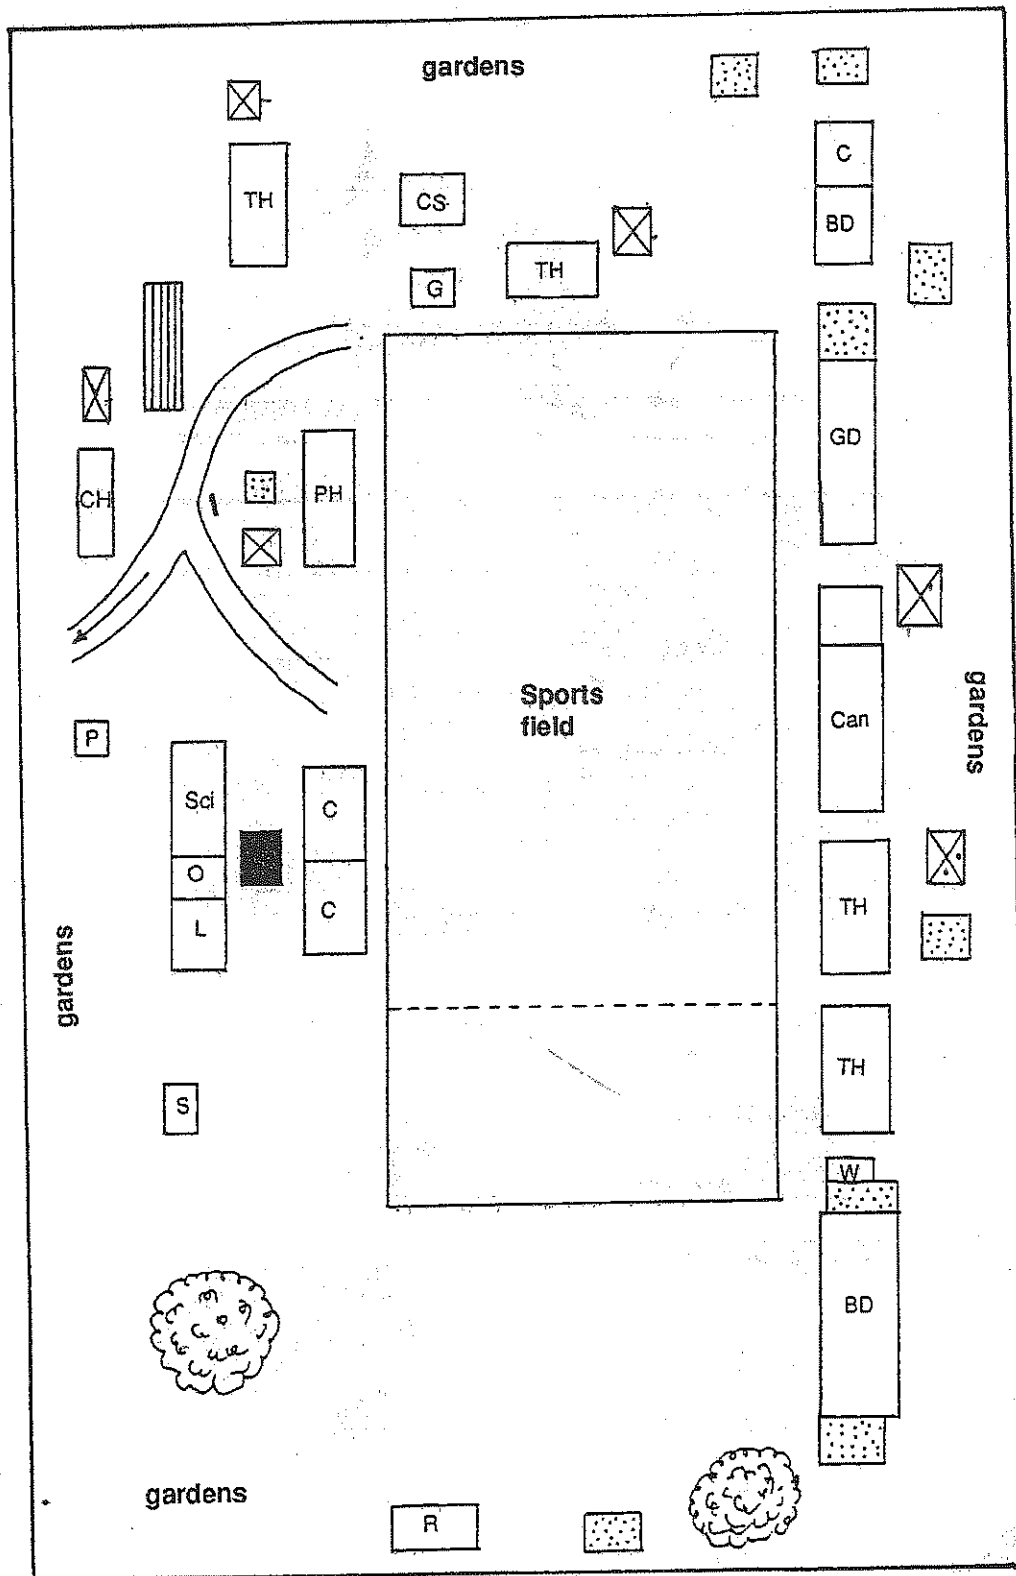 gardens
C
TH
CS
BD
TH
G
GD
CH
PH
Sports
field
gardens
P
Can
Sci
C
O
TH
C
L
gardens
TH
S
W
BD
gardens
R